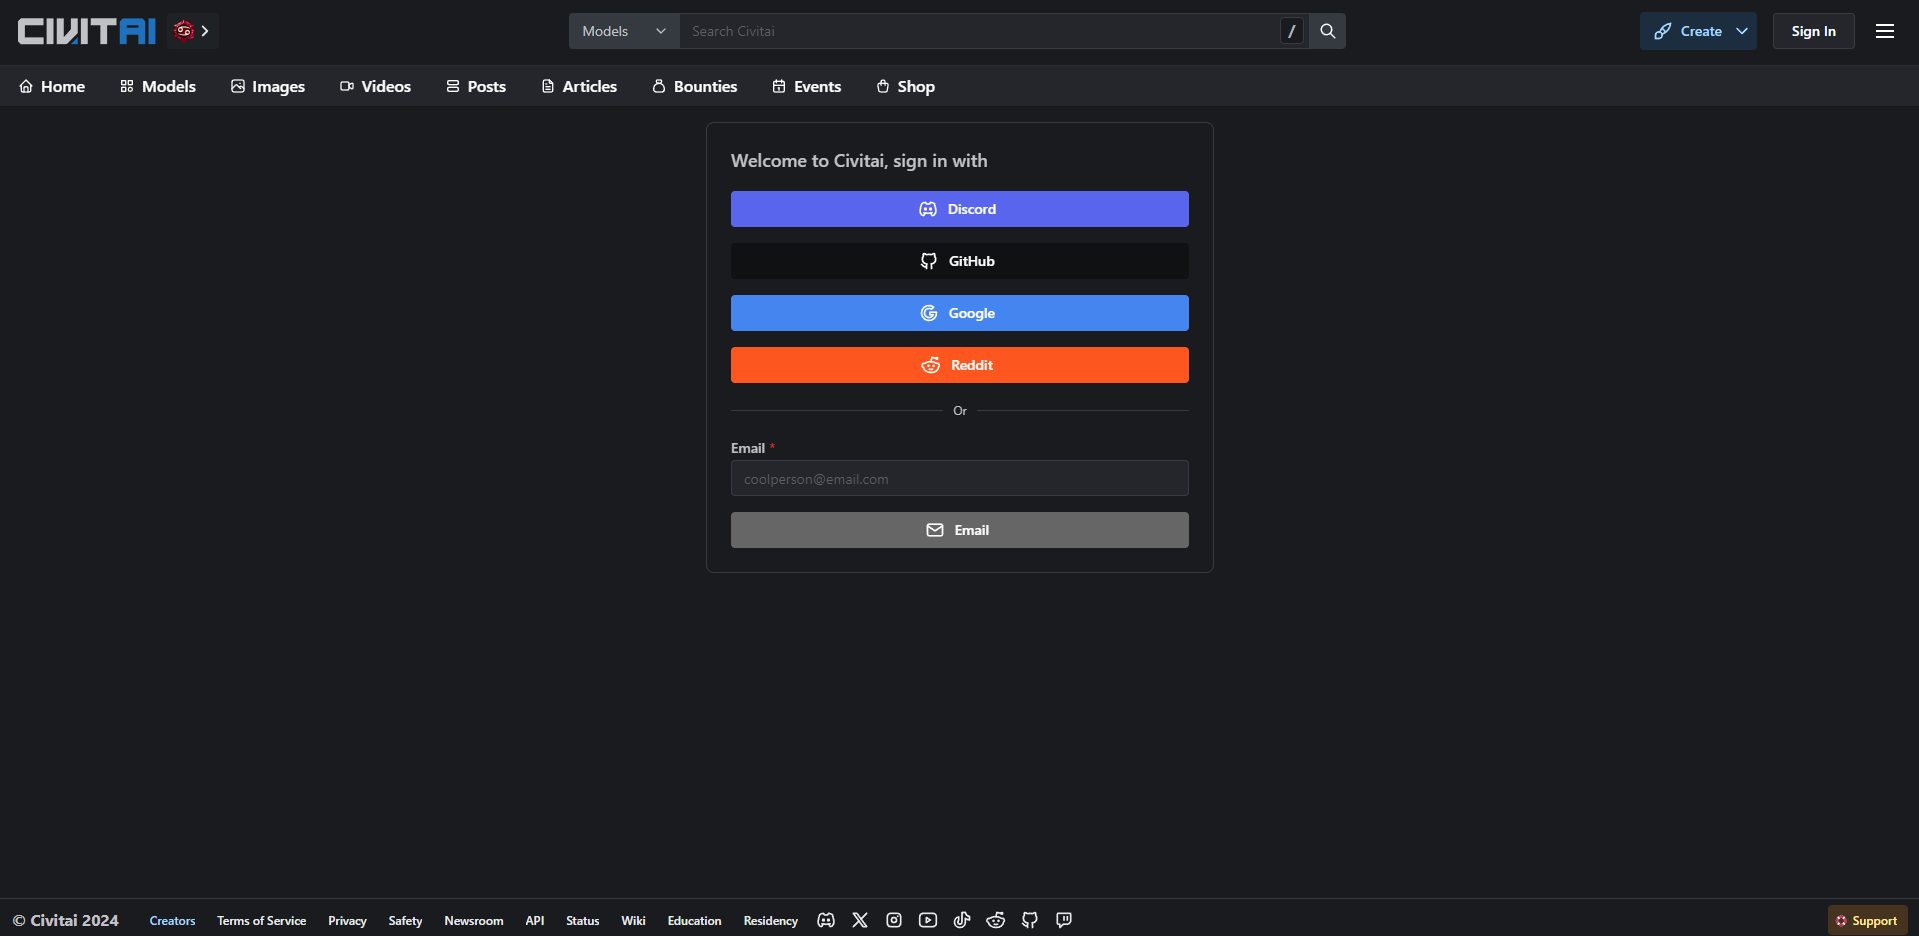 CIVITAI
Models
Search Civitai
/
Create
Sign In
Home
Models
Images
Videos
Posts
Articles
Bounties
Events
Shop
Welcome to Civitai, sign in with
Discord
GitHub
Google
Reddit
Or
Email *
coolperson@email.com
Email
© Civitai 2024
Creators
Terms of Service
Privacy
Safety
Newsroom
API
Status
Wiki
Education
Residency
Support